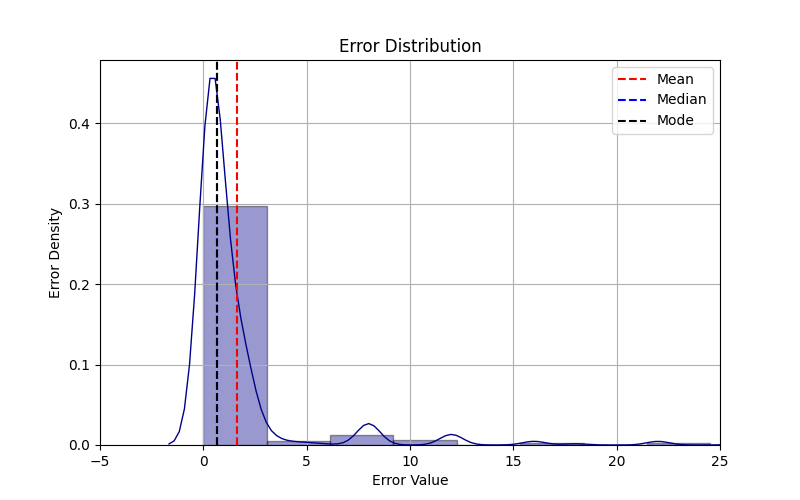 Error Distribution
Mean
Median
Mode
Error Density
0.4
0.3
0.2
0.1
0.0
−5
0
5
10
15
20
25
Error Value